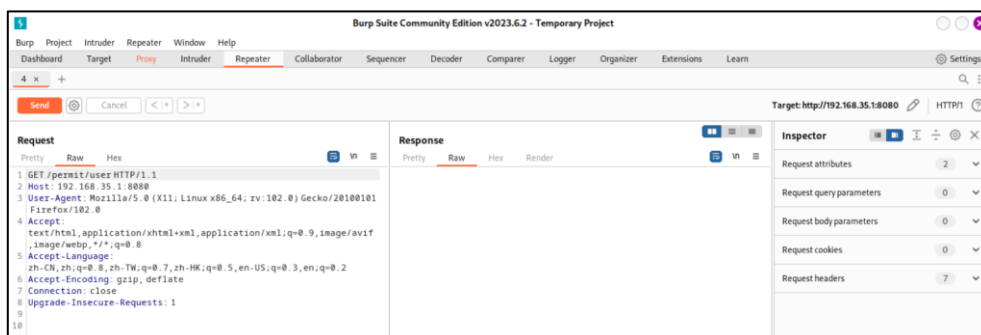 Burp Suite Community Edition v2023.6.2 - Temporary Project
Burp Project Intruder Repeater Window Help
Dashboard Target Proxy Intruder Repeater Collaborator Sequencer Decoder Comparer Logger Organizer Extensions Learn Settings
4 × +
Send Cancel < > Target: http://192.168.35.1:8080 HTTP/1
Request
Pretty Raw Hex \n
1 GET /permit/user HTTP/1.1
2 Host: 192.168.35.1:8080
3 User-Agent: Mozilla/5.0 (X11; Linux x86_64; rv:102.0) Gecko/20100101
Firefox/102.0
4 Accept:
text/html,application/xhtml+xml,application/xml;q=0.9,image/avif
,image/webp,*/*;q=0.8
5 Accept-Language:
zh-CN,zh;q=0.8,zh-TW;q=0.7,zh-HK;q=0.5,en-US;q=0.3,en;q=0.2
6 Accept-Encoding: gzip, deflate
7 Connection: close
8 Upgrade-Insecure-Requests: 1
9
10
Response
Pretty Raw Hex Render \n
Inspector
Request attributes 2
Request query parameters 0
Request body parameters 0
Request cookies 0
Request headers 7